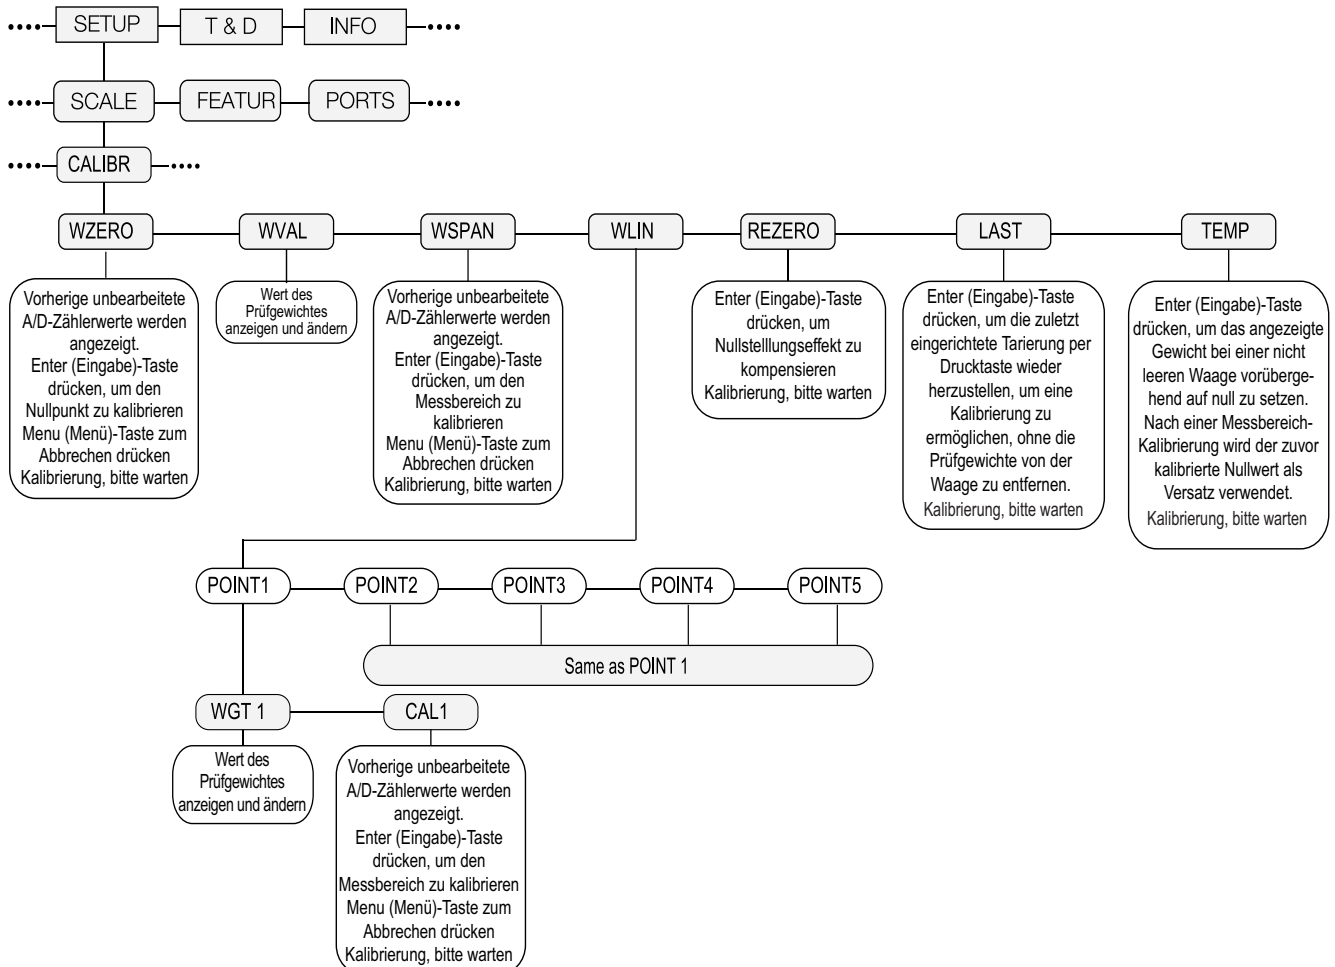 SETUP
T & D
INFO
SCALE
FEATUR
PORTS
CALIBR
WZERO
WVAL
WSPAN
WLIN
REZERO
LAST
TEMP
Vorherige unbearbeitete
A/D-Zählerwerte werden
angezeigt.
Enter (Eingabe)-Taste
drücken, um den
Nullpunkt zu kalibrieren
Menu (Menü)-Taste zum
Abbrechen drücken
Kalibrierung, bitte warten
Wert des
Prüfgewichtes
anzeigen und ändern
Vorherige unbearbeitete
A/D-Zählerwerte werden
angezeigt.
Enter (Eingabe)-Taste
drücken, um den
Messbereich zu
kalibrieren
Menu (Menü)-Taste zum
Abbrechen drücken
Kalibrierung, bitte warten
Enter (Eingabe)-Taste
drücken, um
Nullstelllungseffekt zu
kompensieren
Kalibrierung, bitte warten
Enter (Eingabe)-Taste
drücken, um die zuletzt
eingerichtete Tarierung per
Drucktaste wieder
herzustellen, um eine
Kalibrierung zu
ermöglichen, ohne die
Prüfgewichte von der
Waage zu entfernen.
Kalibrierung, bitte warten
Enter (Eingabe)-Taste
drücken, um das angezeigte
Gewicht bei einer nicht
leeren Waage vorüberge-
hend auf null zu setzen.
Nach einer Messbereich-
Kalibrierung wird der zuvor
kalibrierte Nullwert als
Versatz verwendet.
Kalibrierung, bitte warten
POINT1
POINT2
POINT3
POINT4
POINT5
Same as POINT 1
WGT 1
CAL1
Wert des
Prüfgewichtes
anzeigen und ändern
Vorherige unbearbeitete
A/D-Zählerwerte werden
angezeigt.
Enter (Eingabe)-Taste
drücken, um den
Messbereich zu kalibrieren
Menu (Menü)-Taste zum
Abbrechen drücken
Kalibrierung, bitte warten